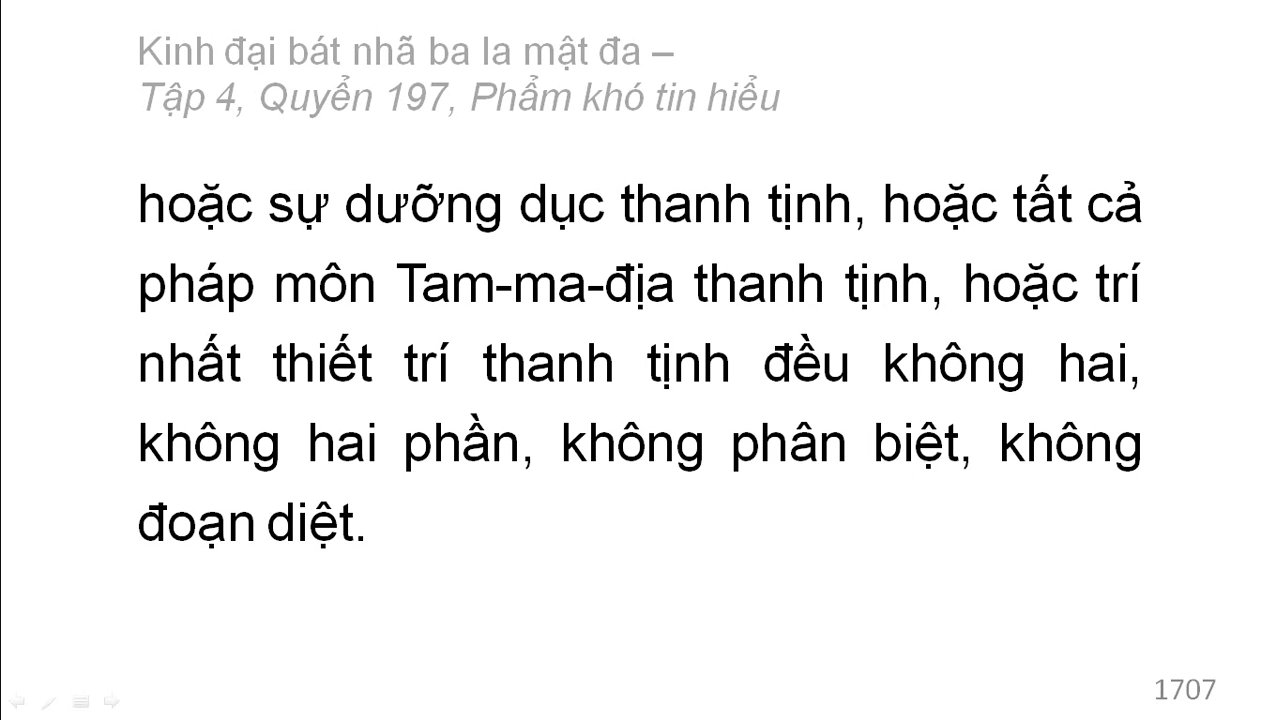 Kinh đại bát nhã ba la mật đa –
Tập 4, Quyển 197, Phẩm khó tin hiểu
hoặc sự dưỡng dục thanh tịnh, hoặc tất cả
pháp môn Tam-ma-địa thanh tịnh, hoặc trí
nhất thiết trí thanh tịnh đều không hai,
không hai phần, không phân biệt, không
đoạn diệt.
1707